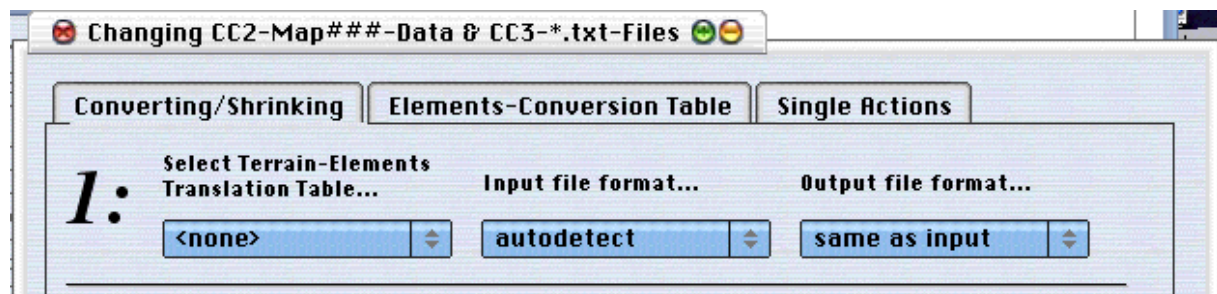 Changing CC2-Map###-Data & CC3-*.txt-Files
Converting/Shrinking Elements-Conversion Table Single Actions
1:
Select Terrain-Elements
Translation Table... Input file format... Output file format...
<none> autodetect same as input